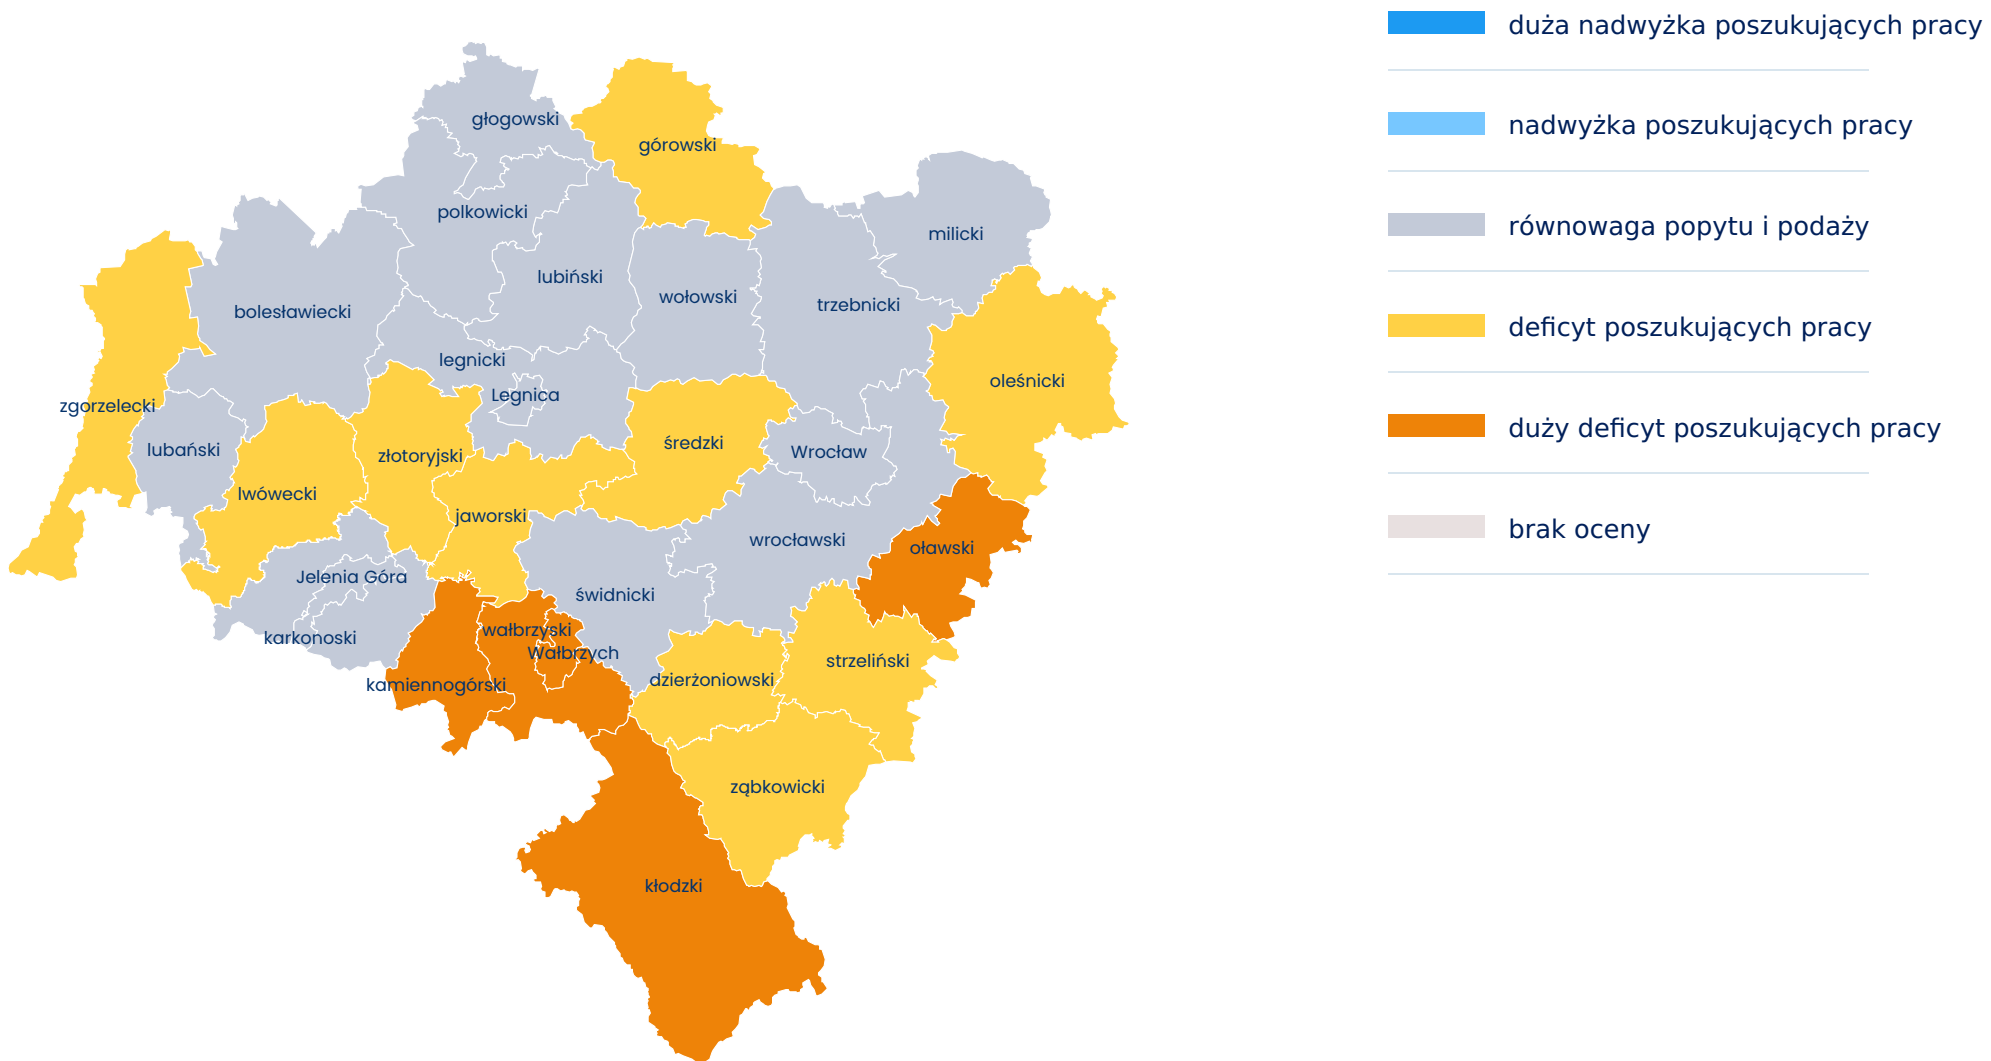 duża nadwyżka poszukujących pracy
nadwyżka poszukujących pracy
równowaga popytu i podaży
deficyt poszukujących pracy
duży deficyt poszukujących pracy
brak oceny
głogowski
górowski
polkowicki
milicki
lubiński
wołowski
trzebnicki
bolesławiecki
legnicki
oleśnicki
Legnica
zgorzelecki
lubański
złotoryjski
średzki
Wrocław
lwówecki
jaworski
wrocławski
oławski
Jelenia Góra
świdnicki
karkonoski
wałbrzyski
Wałbrzych
strzeliński
kamiennogórski
dzierżoniowski
ząbkowicki
kłodzki